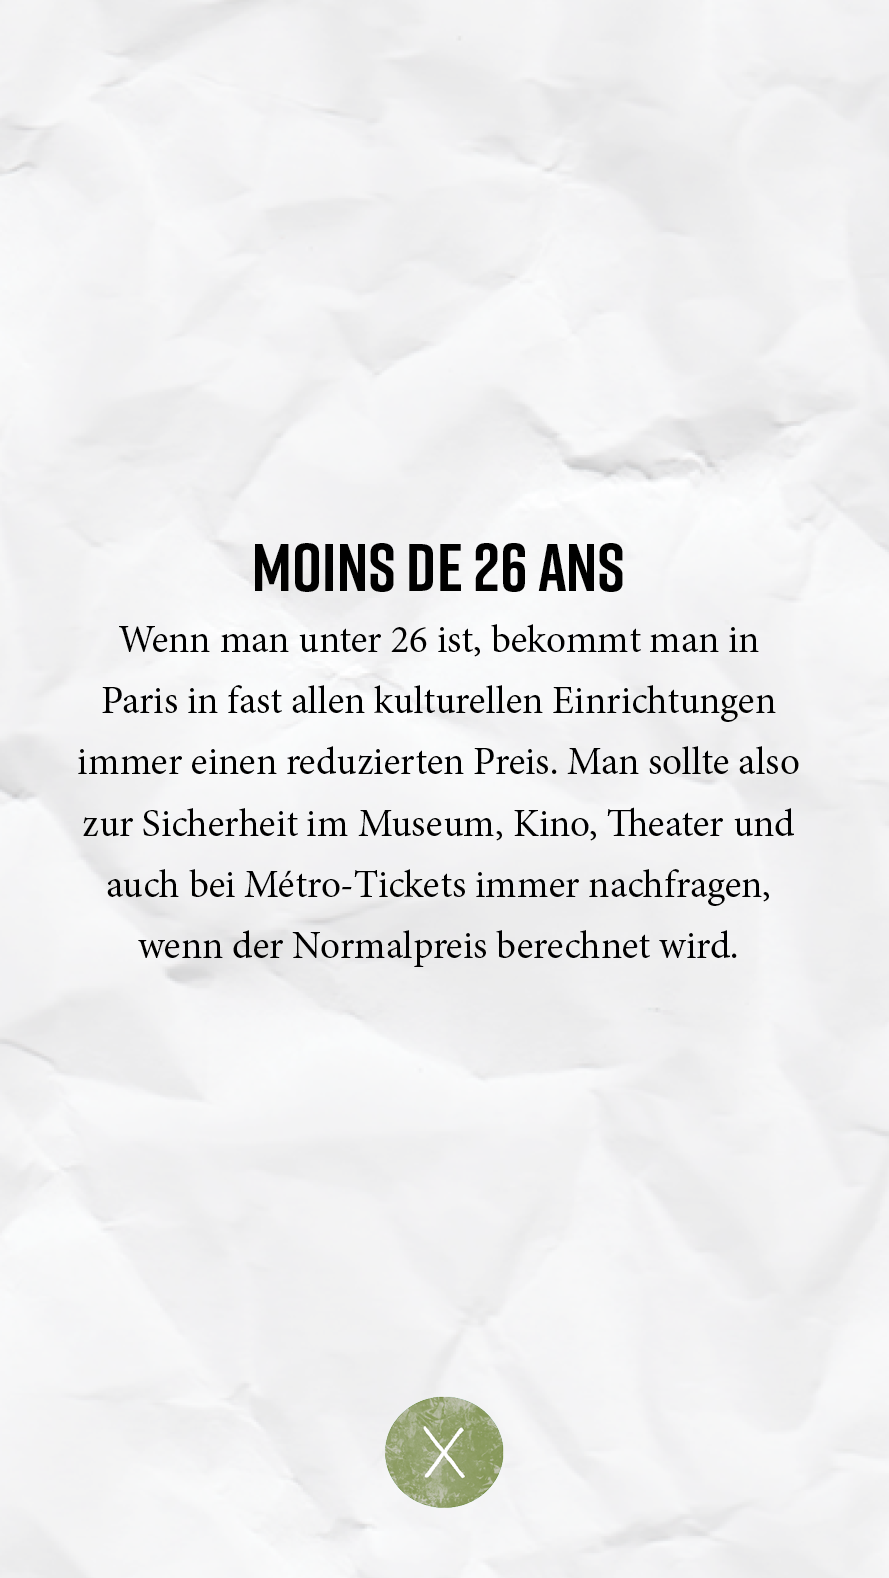 MOINS DE 26 ANS
Wenn man unter 26 ist, bekommt man in
Paris in fast allen kulturellen Einrichtungen
immer einen reduzierten Preis. Man sollte also
zur Sicherheit im Museum, Kino, Theater und
auch bei Métro-Tickets immer nachfragen,
wenn der Normalpreis berechnet wird.
X